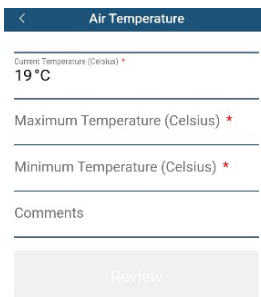 Air Temperature
Current Temperature (Celsius) *
19°C
Maximum Temperature (Celsius) *
Minimum Temperature (Celsius) *
Comments
Review